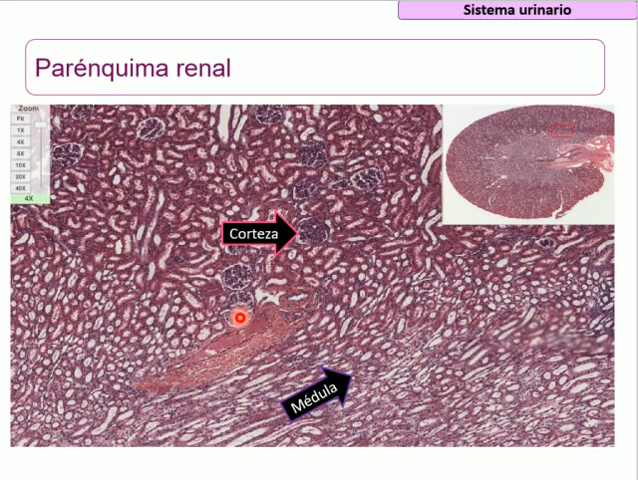 Sistema urinario
Parénquima renal
Zoom
Fit
1X
4X
8X
10X
20X
40X
4X
Corteza
Médula